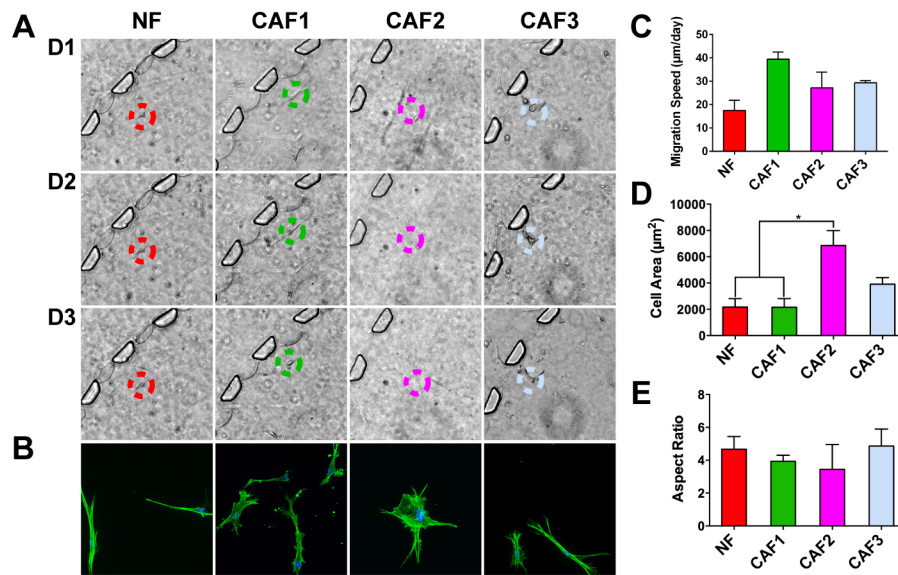 A
NF
CAF1
CAF2
CAF3
D1
D2
D3
B
C
Migration Speed (µm/day)
50
40
30
20
10
0
NF
CAF1
CAF2
CAF3
D
Cell Area (µm²)
10000
8000
6000
4000
2000
0
*
NF
CAF1
CAF2
CAF3
E
Aspect Ratio
8
6
4
2
0
NF
CAF1
CAF2
CAF3